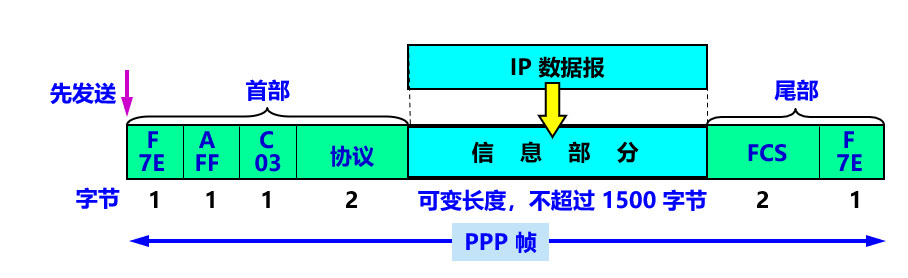 IP 数据报
先发送
首部
尾部
F A C
7E FF 03 协议 信息部分 FCS F 7E
字节 1 1 1 2 可变长度，不超过 1500 字节 2 1
PPP 帧